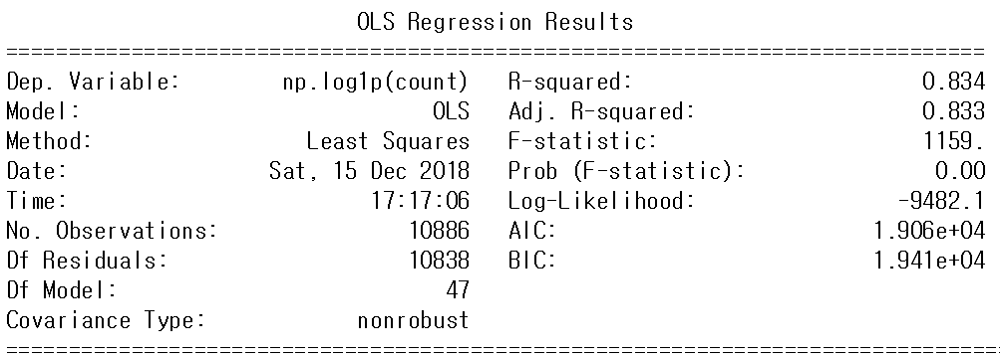 OLS Regression Results
==============================================================================
Dep. Variable: np.log1p(count) R-squared: 0.834
Model: OLS Adj. R-squared: 0.833
Method: Least Squares F-statistic: 1159.
Date: Sat, 15 Dec 2018 Prob (F-statistic): 0.00
Time: 17:17:06 Log-Likelihood: -9482.1
No. Observations: 10886 AIC: 1.906e+04
Df Residuals: 10838 BIC: 1.941e+04
Df Model: 47
Covariance Type: nonrobust
==============================================================================